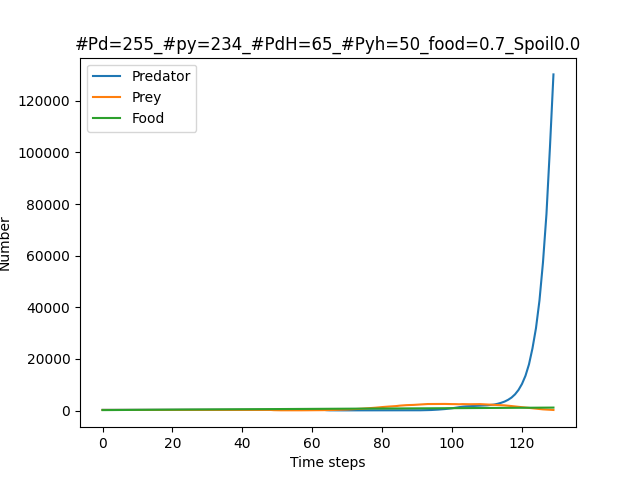 #Pd=255_#py=234_#PdH=65_#Pyh=50_food=0.7_Spoil0.0
Predator
Prey
Food
120000
100000
80000
60000
40000
20000
0
Number
0 20 40 60 80 100 120
Time steps